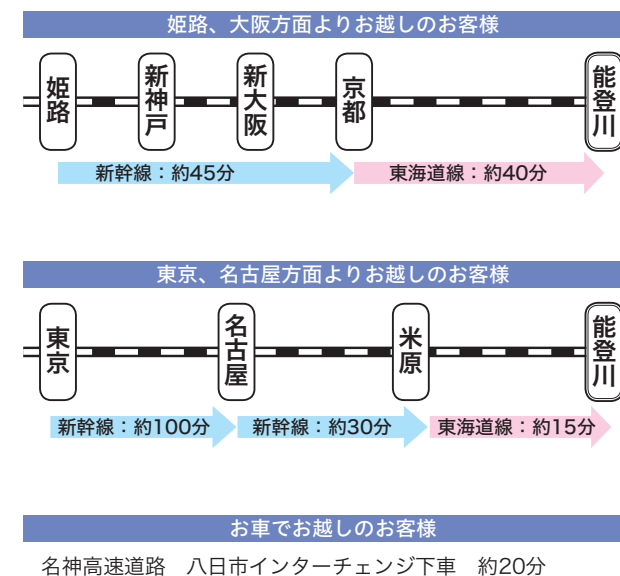 姫路、大阪方面よりお越しのお客様
姫路
新神戸
新大阪
京都
能登川
新幹線：約45分
東海道線：約40分
東京、名古屋方面よりお越しのお客様
東京
名古屋
米原
能登川
新幹線：約100分
新幹線：約30分
東海道線：約15分
お車でお越しのお客様
名神高速道路　八日市インターチェンジ下車　約20分